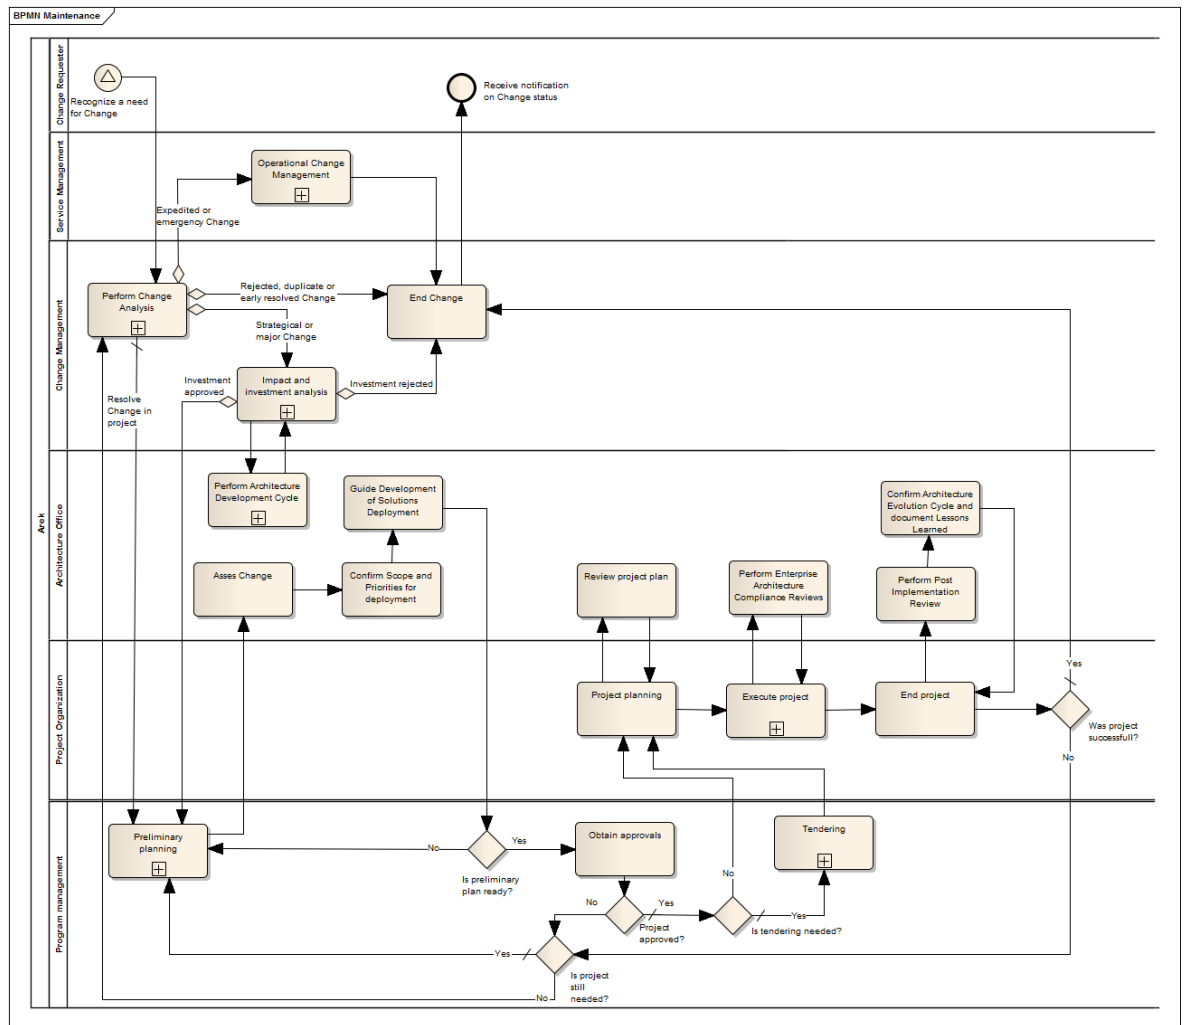 BPMN Maintenance
Arek
Change Requester
Recognize a need
for Change
Receive notification
on Change status
Service Management
Operational Change
Management
Expedited or
emergency Change
Change Management
Perform Change
Analysis
Rejected, duplicate or
early resolved Change
End Change
Strategical or
major Change
Investment
approved
Impact and
investment analysis
Investment rejected
Resolve
Change in
project
Architecture Office
Perform Architecture
Development Cycle
Guide Development
of Solutions
Deployment
Confirm Architecture
Evolution Cycle and
document Lessons
Learned
Asses Change
Confirm Scope and
Priorities for
deployment
Review project plan
Perform Enterprise
Architecture
Compliance Reviews
Perform Post
Implementation
Review
Project Organization
Project planning
Execute project
End project
Yes
Was project
successfull?
No
Program management
Preliminary
planning
No
Yes
Is preliminary
plan ready?
Obtain approvals
Tendering
No
No
Yes
Project
approved?
Yes
Is tendering needed?
Yes
Is project
still
needed?
No